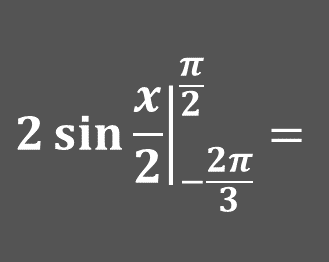 2 sin x/2 |_{-2π/3}^{π/2} =